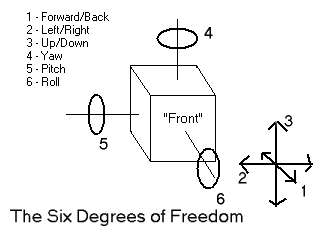 1 - Forward/Back
2 - Left/Right
3 - Up/Down
4 - Yaw
5 - Pitch
6 - Roll
4
"Front"
5
6
3
2
1
The Six Degrees of Freedom